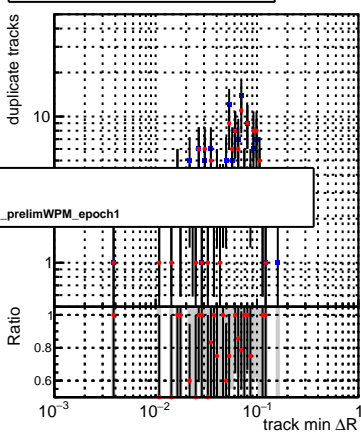 duplicate tracks
10
_prelimWPM_epoch1
1
Ratio
1
0.8
0.6
10⁻³ 10⁻² 10⁻¹ 1
track min ΔR